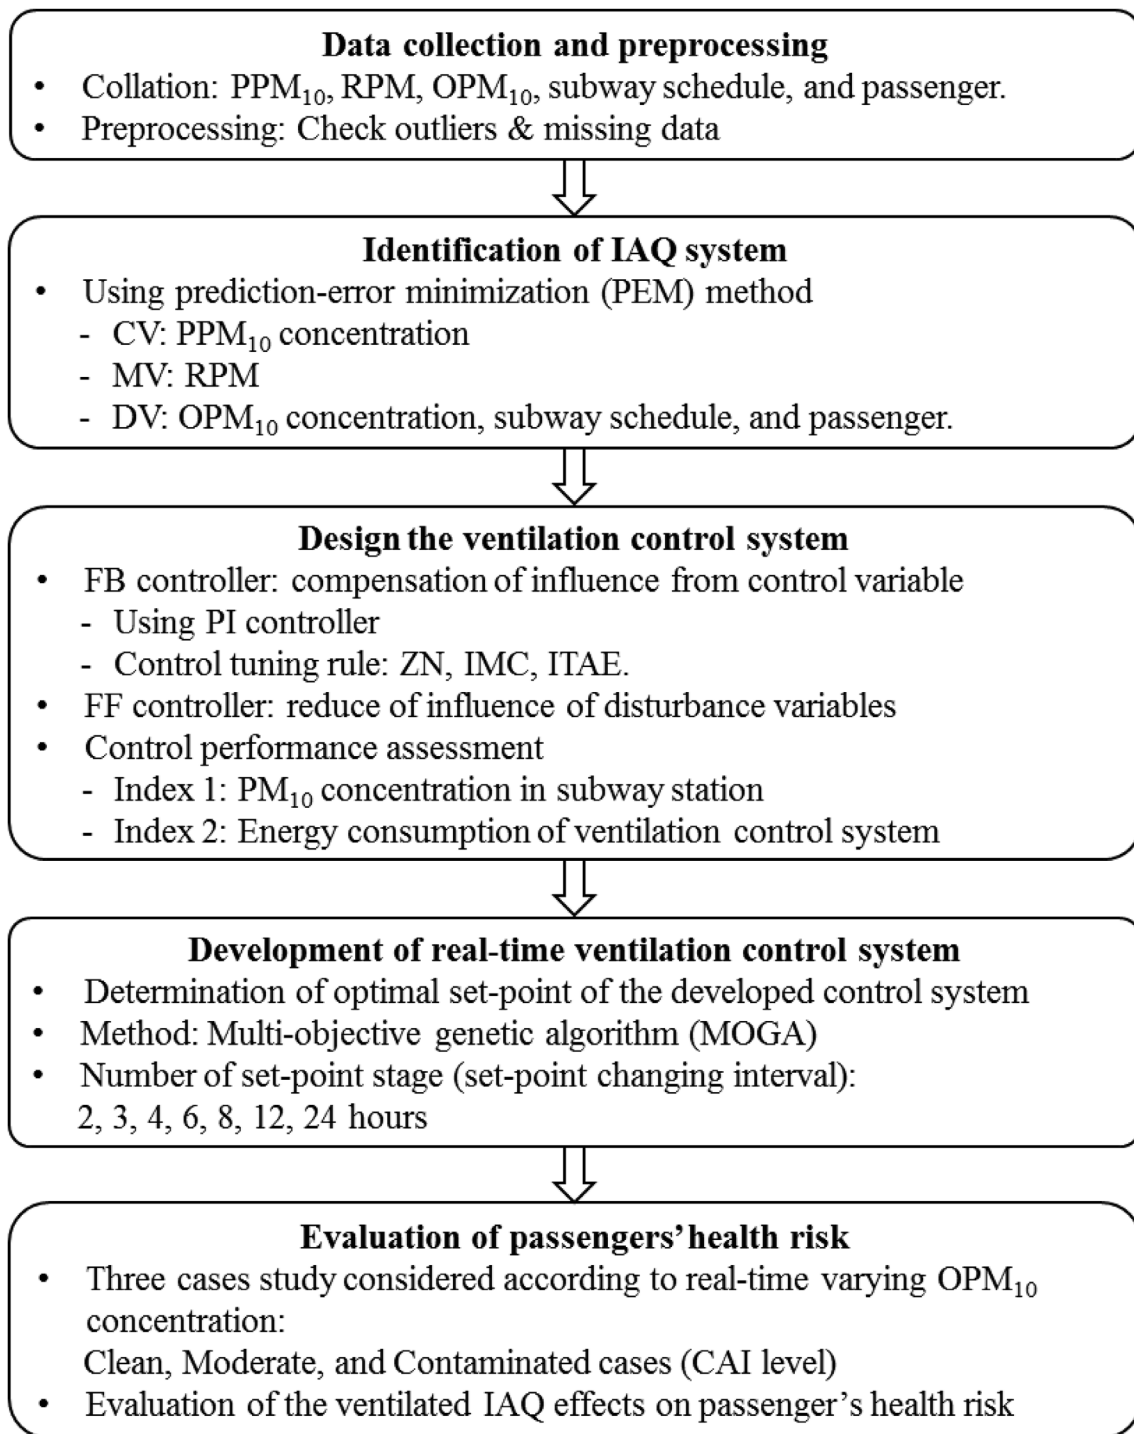 Data collection and preprocessing
• Collation: PPM₁₀, RPM, OPM₁₀, subway schedule, and passenger.
• Preprocessing: Check outliers & missing data
Identification of IAQ system
• Using prediction-error minimization (PEM) method
- CV: PPM₁₀ concentration
- MV: RPM
- DV: OPM₁₀ concentration, subway schedule, and passenger.
Design the ventilation control system
• FB controller: compensation of influence from control variable
- Using PI controller
- Control tuning rule: ZN, IMC, ITAE.
• FF controller: reduce of influence of disturbance variables
• Control performance assessment
- Index 1: PM₁₀ concentration in subway station
- Index 2: Energy consumption of ventilation control system
Development of real-time ventilation control system
• Determination of optimal set-point of the developed control system
• Method: Multi-objective genetic algorithm (MOGA)
• Number of set-point stage (set-point changing interval):
2, 3, 4, 6, 8, 12, 24 hours
Evaluation of passengers' health risk
• Three cases study considered according to real-time varying OPM₁₀
concentration:
Clean, Moderate, and Contaminated cases (CAI level)
• Evaluation of the ventilated IAQ effects on passenger's health risk